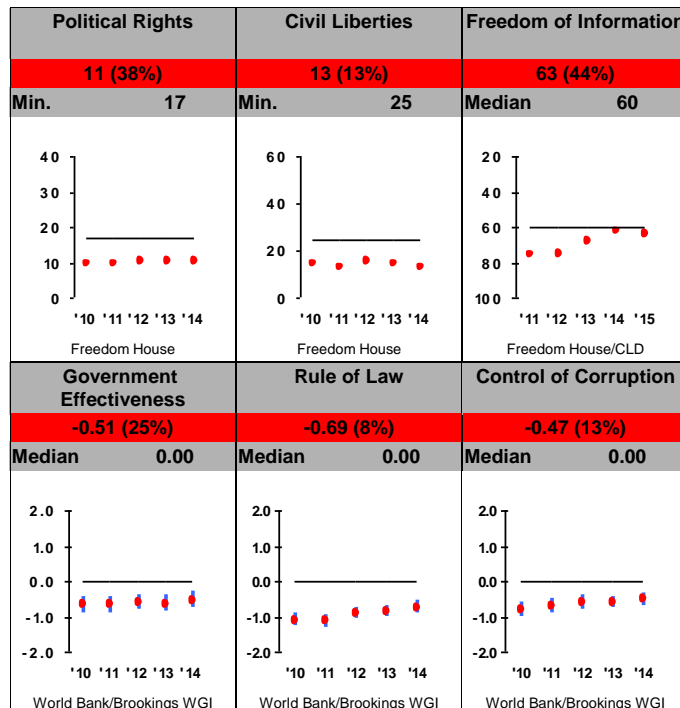 Political Rights
11 (38%)
Min. 17
40
30
20
10
0
'10 '11 '12 '13 '14
Freedom House
Civil Liberties
13 (13%)
Min. 25
60
40
20
0
'10 '11 '12 '13 '14
Freedom House
Freedom of Information
63 (44%)
Median 60
20
40
60
80
100
'11 '12 '13 '14 '15
Freedom House/CLD
Government
Effectiveness
-0.51 (25%)
Median 0.00
2.0
1.0
0.0
-1.0
-2.0
'10 '11 '12 '13 '14
World Bank/Brookings WGI
Rule of Law
-0.69 (8%)
Median 0.00
2.0
1.0
0.0
-1.0
-2.0
'10 '11 '12 '13 '14
World Bank/Brookings WGI
Control of Corruption
-0.47 (13%)
Median 0.00
2.0
1.0
0.0
-1.0
-2.0
'10 '11 '12 '13 '14
World Bank/Brookings WGI